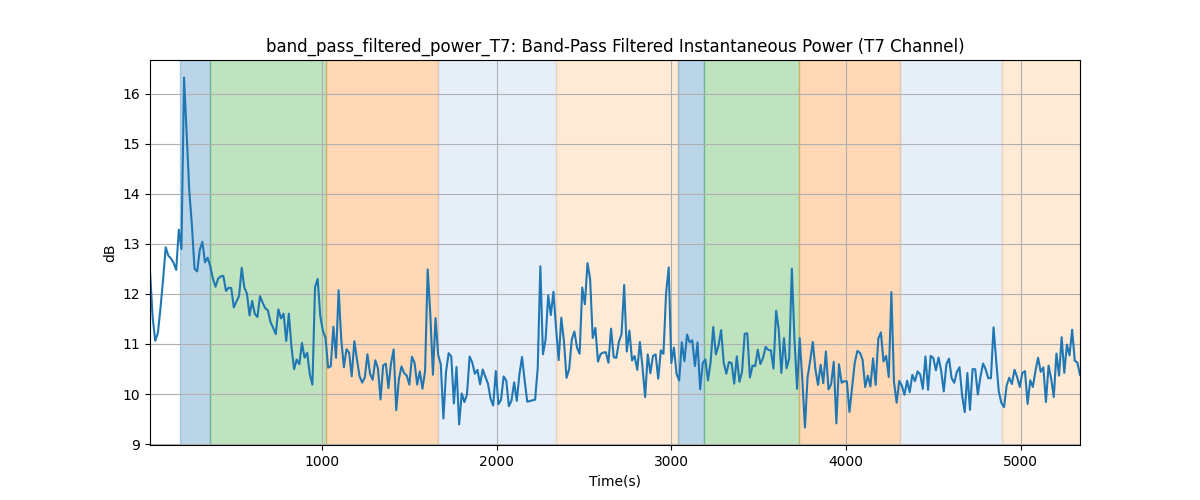 band_pass_filtered_power_T7: Band-Pass Filtered Instantaneous Power (T7 Channel)
16
15
14
13
12
11
10
9
dB
1000 2000 3000 4000 5000
Time(s)